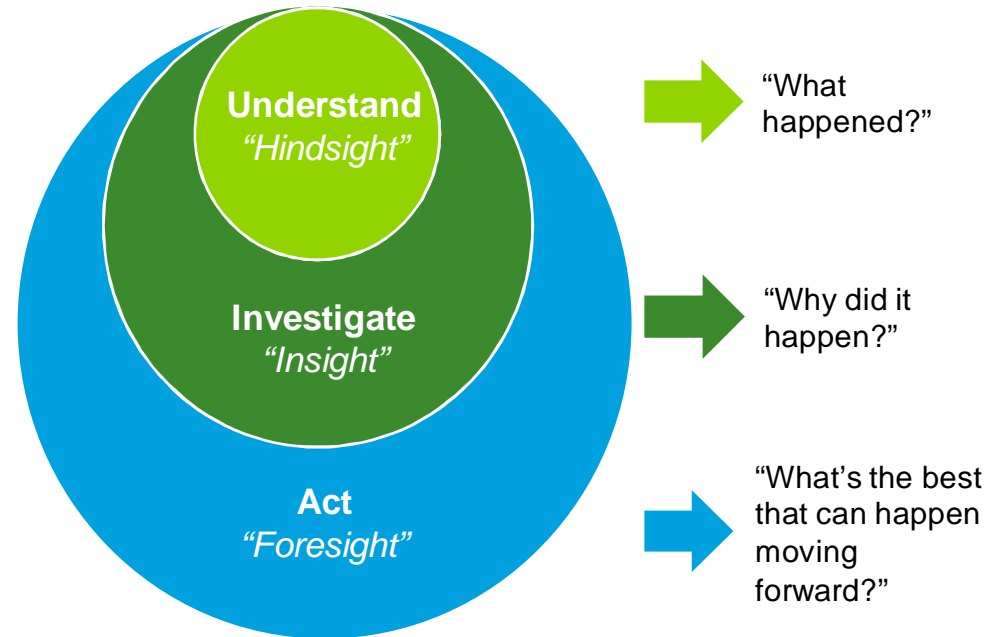 Understand
“Hindsight”
“What
happened?”
Investigate
“Insight”
“Why did it
happen?”
Act
“Foresight”
“What’s the best
that can happen
moving
forward?”